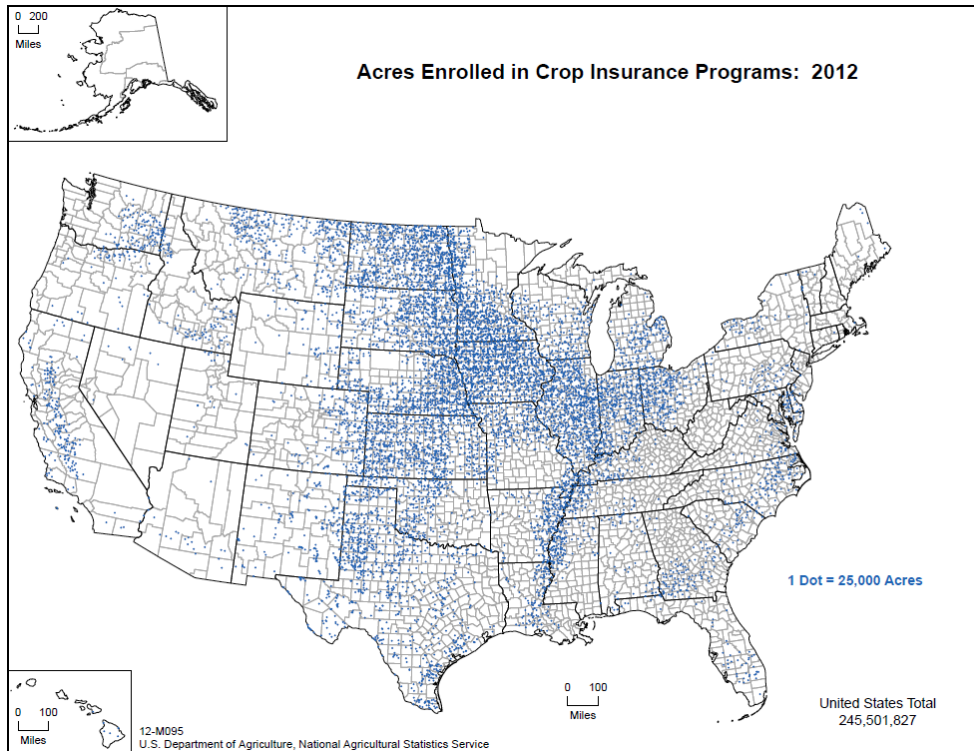 0 200
Miles
Acres Enrolled in Crop Insurance Programs: 2012
1 Dot = 25,000 Acres
0 100
Miles
0 100
Miles
United States Total
245,501,827
12-M095
U.S. Department of Agriculture, National Agricultural Statistics Service